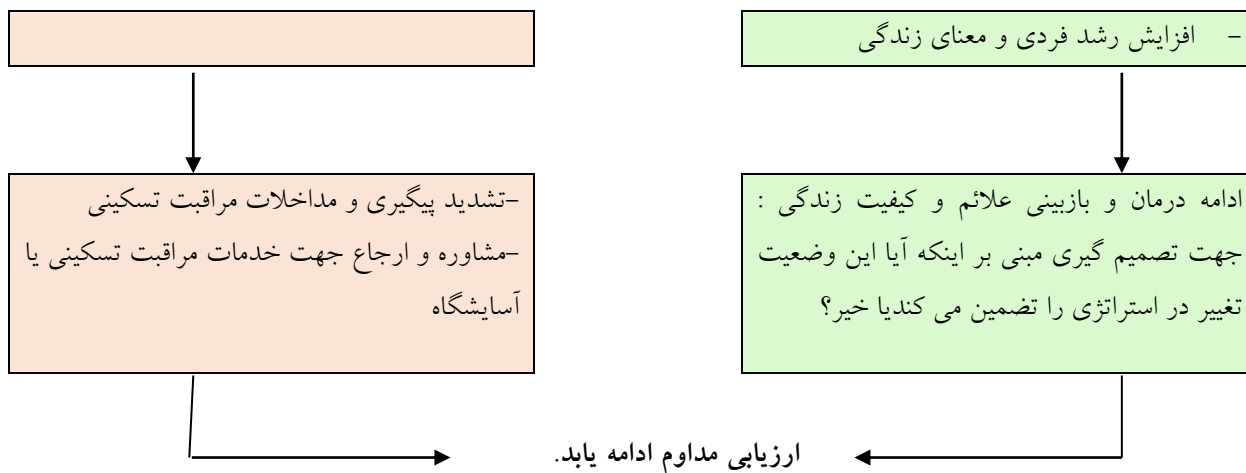 - افزایش رشد فردی و معنای زندگی
ادامه درمان و بازبینی علائم و کیفیت زندگی :
جهت تصمیم گیری مبنی بر اینکه آیا این وضعیت
تغییر در استراتژی را تضمین می کندیا خیر؟
-تشدید پیگیری و مداخلات مراقبت تسکینی
-مشاوره و ارجاع جهت خدمات مراقبت تسکینی یا
آسایشگاه
ارزیابی مداوم ادامه یابد.